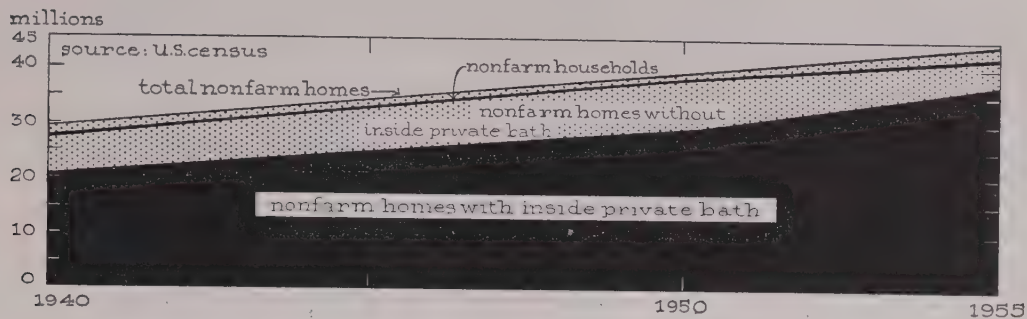 millions
45
source: U.S. census
40
nonfarm households
total nonfarm homes
30
nonfarm homes without
inside private bath
20
nonfarm homes with inside private bath
10
0
1940
1950
1955